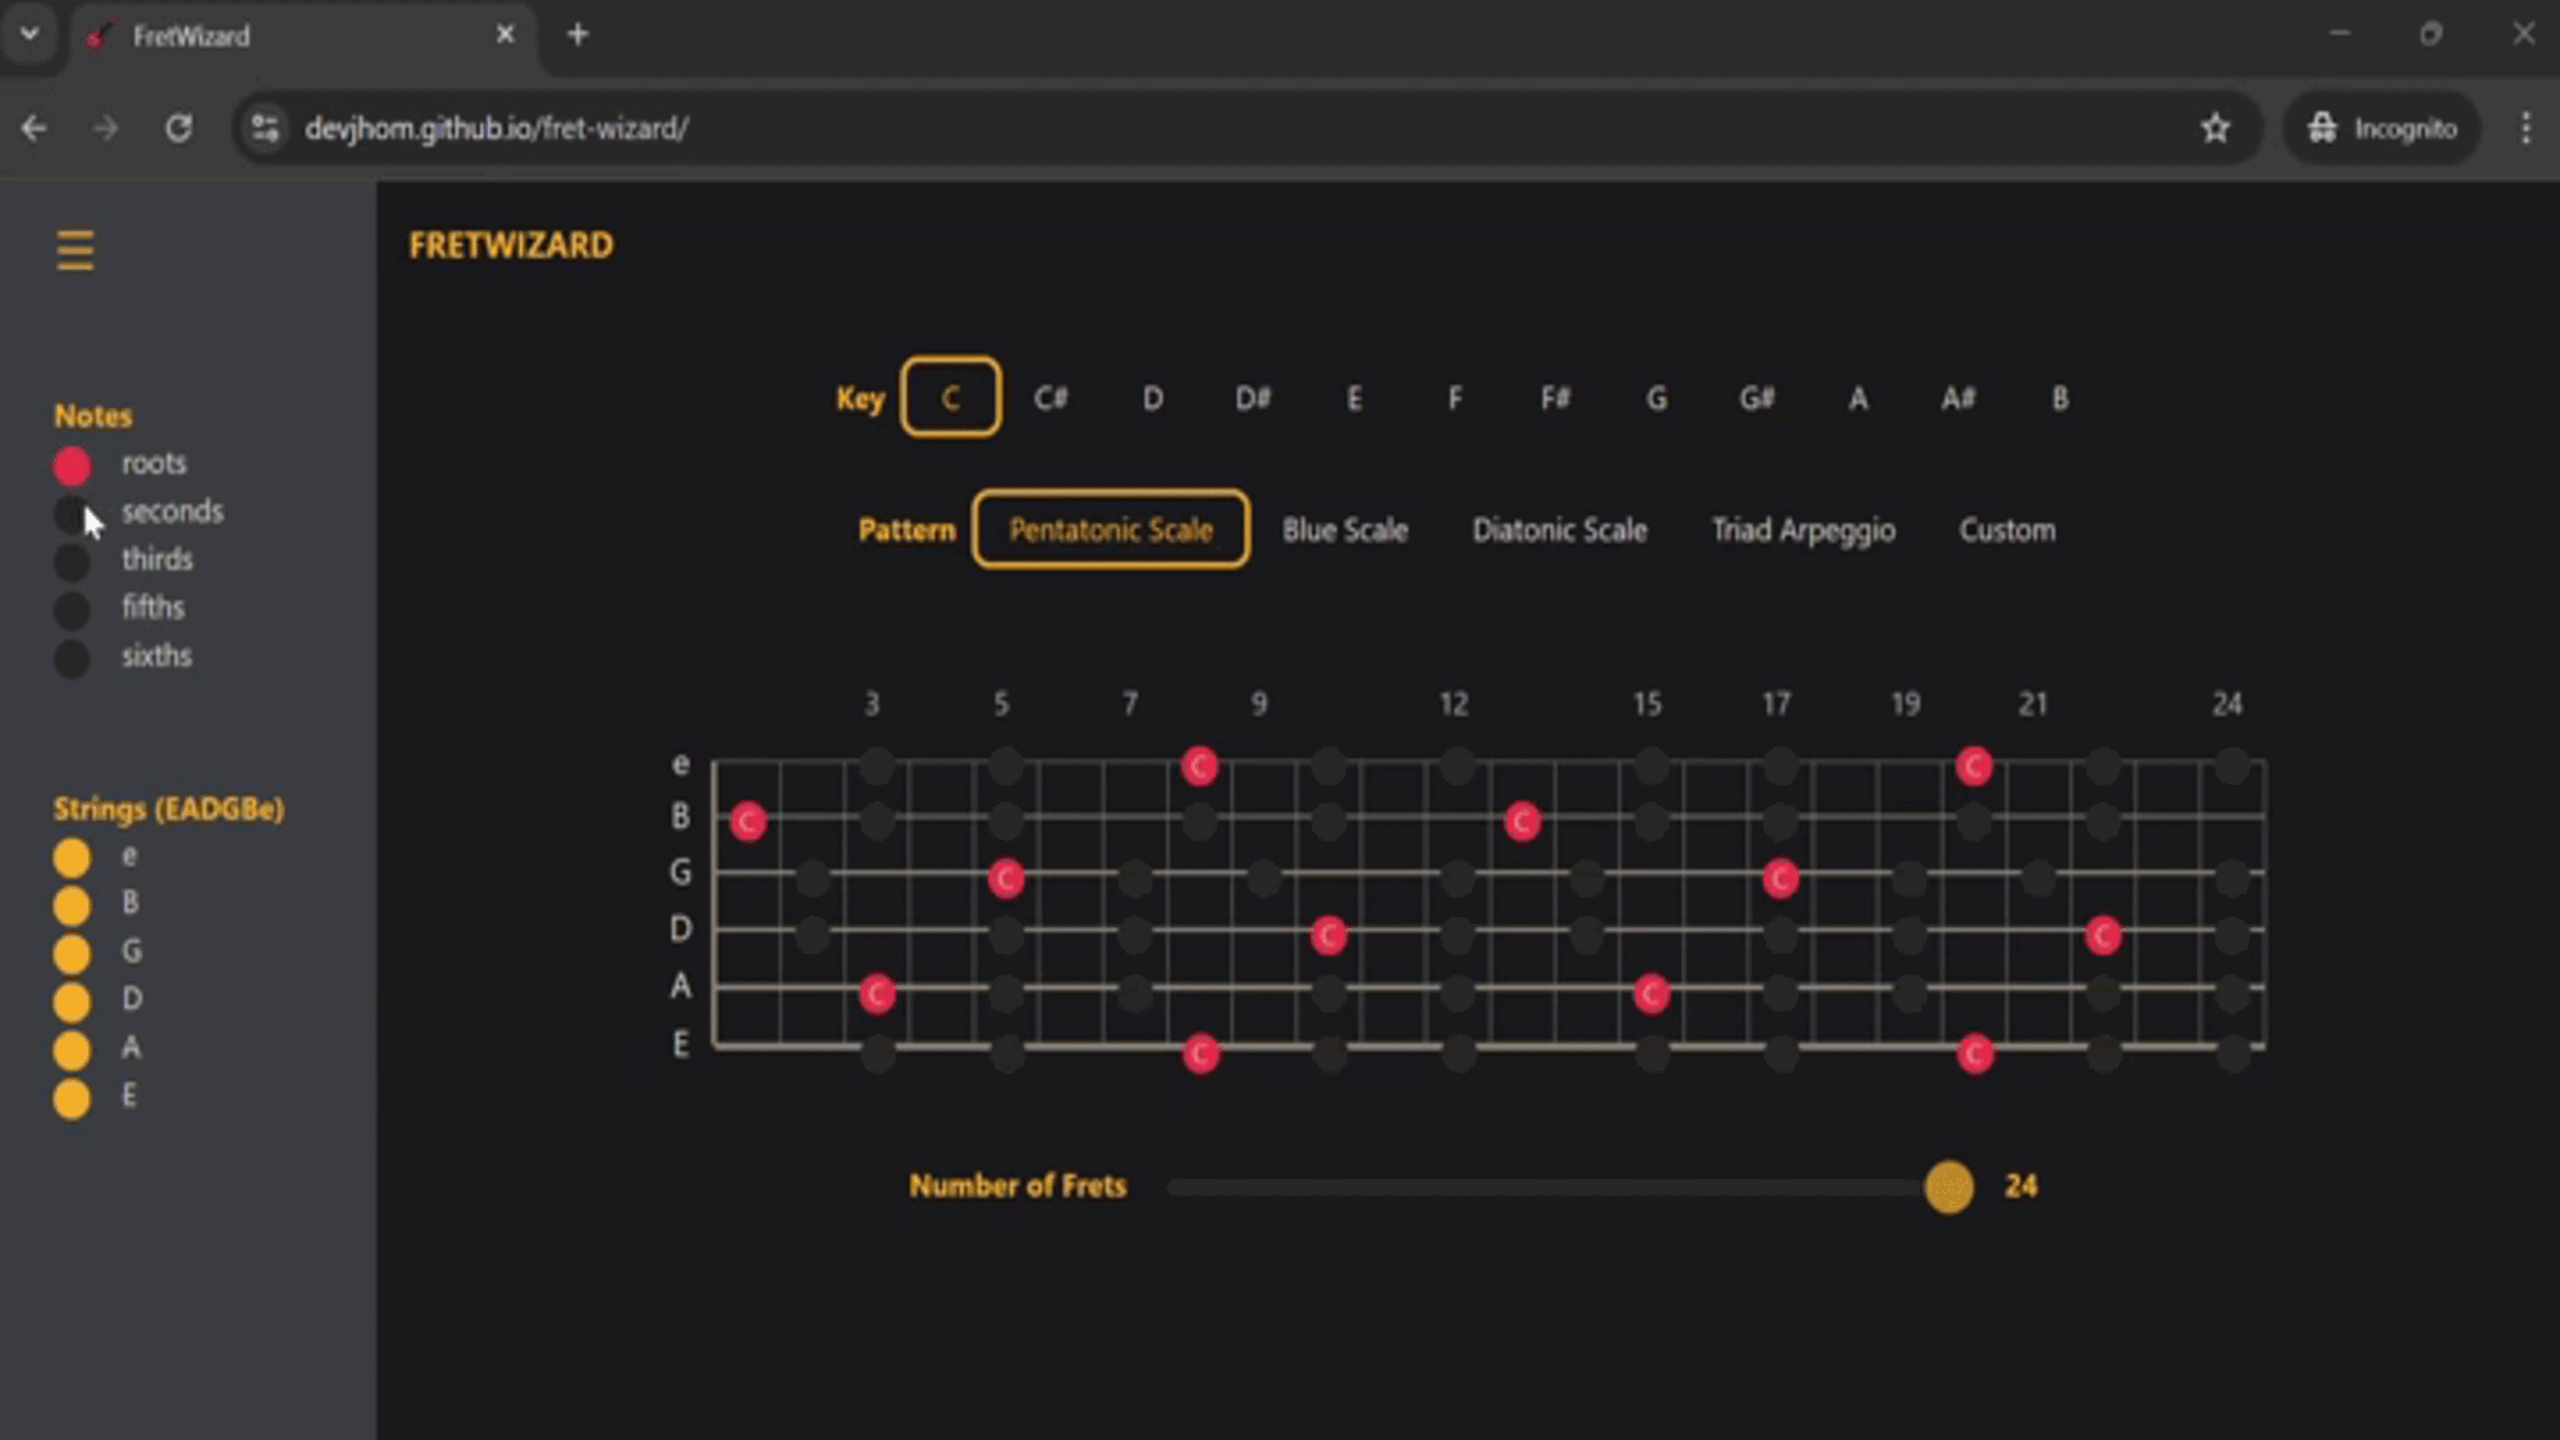 FretWizard
devjhom.github.io/fret-wizard/
Incognito
FRETWIZARD
Notes
roots
seconds
thirds
fifths
sixths
Strings (EADGBe)
e
B
G
D
A
E
Key C C# D D# E F F# G G# A A# B
Pattern Pentatonic Scale Blue Scale Diatonic Scale Triad Arpeggio Custom
3 5 7 9 12 15 17 19 21 24
e C C
B C C
G C C
D C C
A C C
E C C
Number of Frets 24